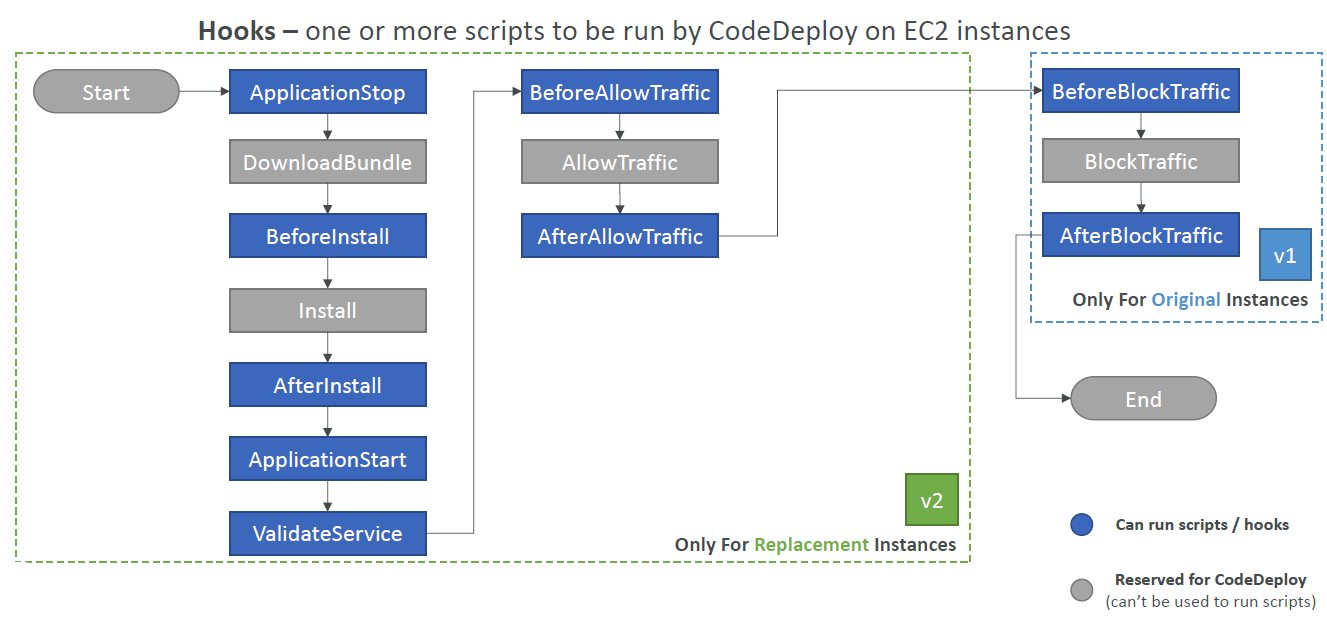 Hooks – one or more scripts to be run by CodeDeploy on EC2 instances
Start
ApplicationStop
DownloadBundle
BeforeInstall
Install
AfterInstall
ApplicationStart
ValidateService
BeforeAllowTraffic
AllowTraffic
AfterAllowTraffic
v2
Only For Replacement Instances
BeforeBlockTraffic
BlockTraffic
AfterBlockTraffic
v1
Only For Original Instances
End
Can run scripts / hooks
Reserved for CodeDeploy
(can’t be used to run scripts)